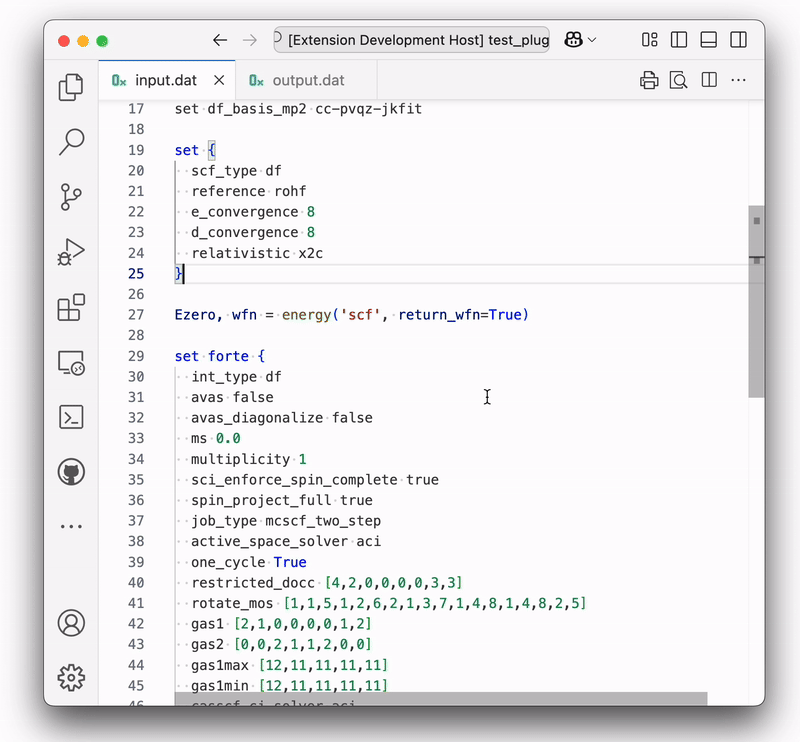 [Extension Development Host] test_plug
input.dat
output.dat
17 set df_basis_mp2 cc-pvqz-jkfit
18
19 set {
20 scf_type df
21 reference rohf
22 e_convergence 8
23 d_convergence 8
24 relativistic x2c
25 }
26
27 Ezero, wfn = energy('scf', return_wfn=True)
28
29 set forte {
30 int_type df
31 avas false
32 avas_diagonalize false
33 ms 0.0
34 multiplicity 1
35 sci_enforce_spin_complete true
36 spin_project_full true
37 job_type mcscf_two_step
38 active_space_solver aci
39 one_cycle True
40 restricted_docc [4,2,0,0,0,0,3,3]
41 rotate_mos [1,1,5,1,2,6,2,1,3,7,1,4,8,1,4,8,2,5]
42 gas1 [2,1,0,0,0,0,1,2]
43 gas2 [0,0,2,1,1,2,0,0]
44 gas1max [12,11,11,11,11]
45 gas1min [12,11,11,11,11]
46 casscf_ci_solver aci